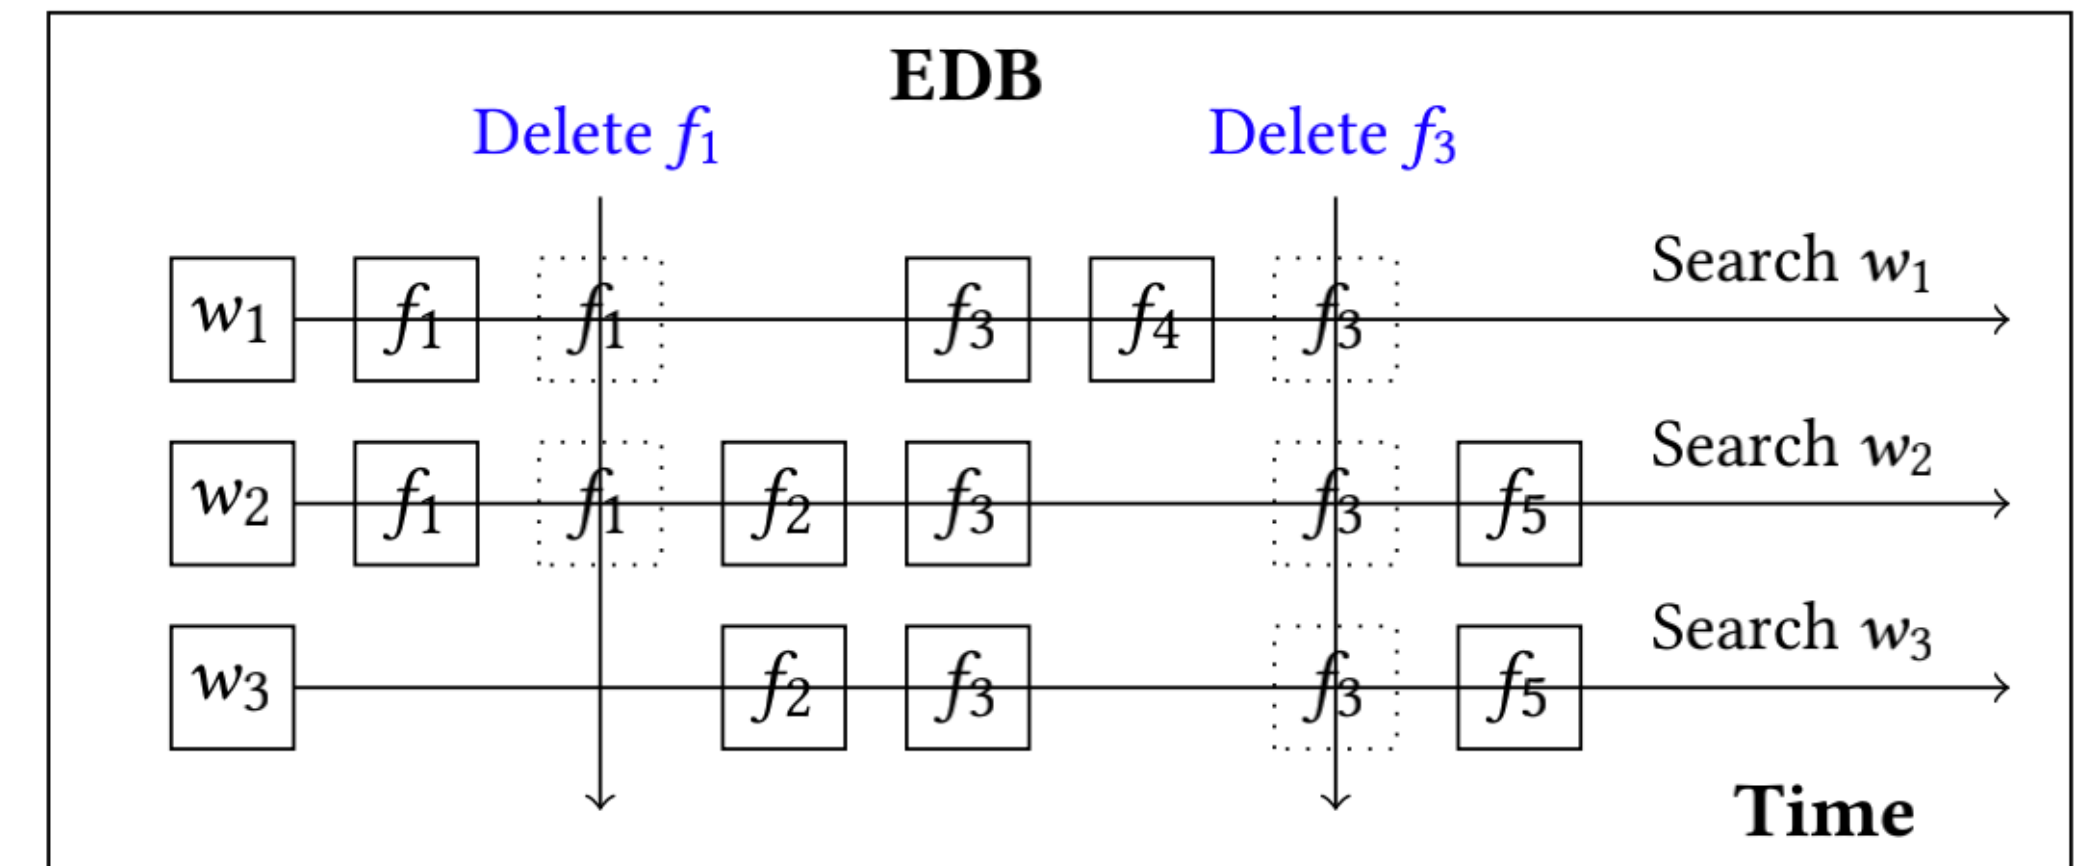 EDB
Delete f1 Delete f3
Search w1
w1 f1 f1 f3 f4 f3
Search w2
w2 f1 f1 f2 f3 f3 f5
Search w3
w3 f2 f3 f3 f5
Time